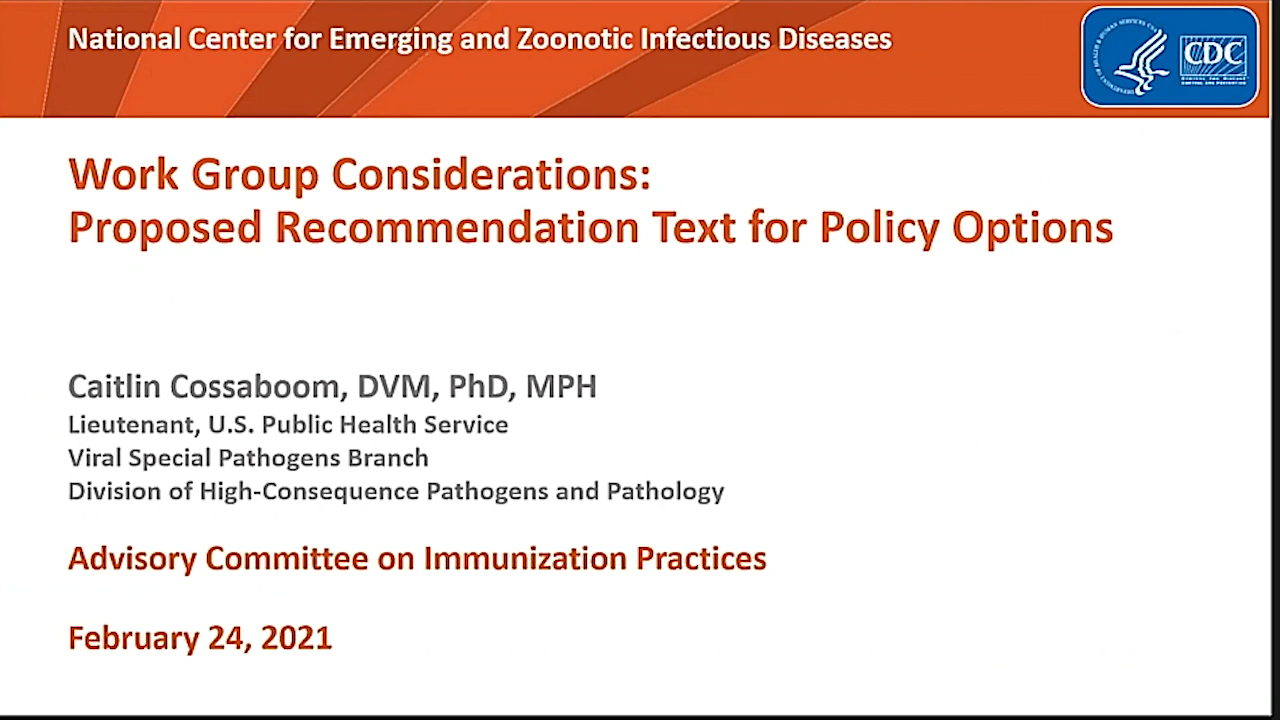 National Center for Emerging and Zoonotic Infectious Diseases
CDC
Work Group Considerations:
Proposed Recommendation Text for Policy Options
Caitlin Cossaboom, DVM, PhD, MPH
Lieutenant, U.S. Public Health Service
Viral Special Pathogens Branch
Division of High-Consequence Pathogens and Pathology
Advisory Committee on Immunization Practices
February 24, 2021